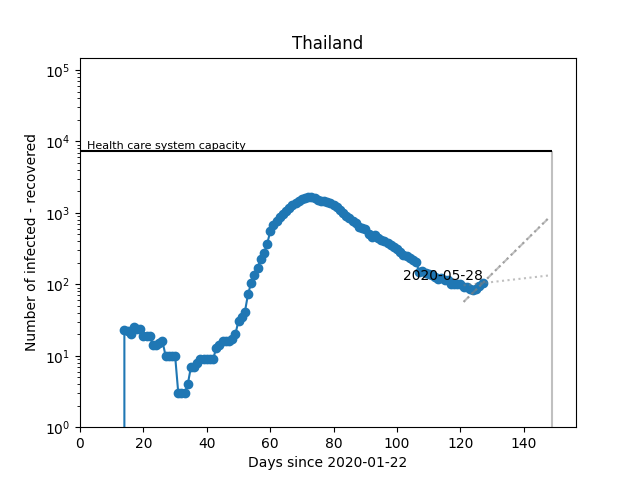 Thailand
Number of infected - recovered
10^5
10^4
10^3
10^2
10^1
10^0
Health care system capacity
2020-05-28
0 20 40 60 80 100 120 140
Days since 2020-01-22